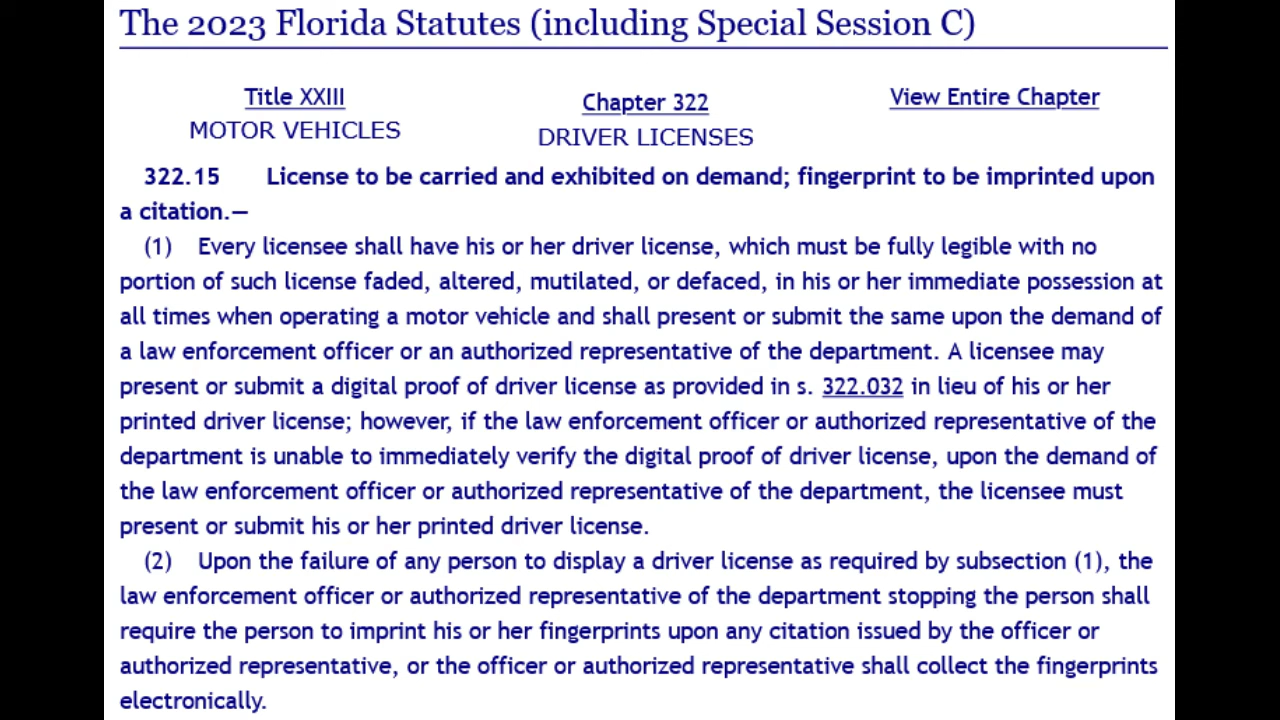 The 2023 Florida Statutes (including Special Session C)
Title XXIII
MOTOR VEHICLES
Chapter 322
DRIVER LICENSES
View Entire Chapter
322.15 License to be carried and exhibited on demand; fingerprint to be imprinted upon
a citation.—
(1) Every licensee shall have his or her driver license, which must be fully legible with no
portion of such license faded, altered, mutilated, or defaced, in his or her immediate possession at
all times when operating a motor vehicle and shall present or submit the same upon the demand of
a law enforcement officer or an authorized representative of the department. A licensee may
present or submit a digital proof of driver license as provided in s. 322.032 in lieu of his or her
printed driver license; however, if the law enforcement officer or authorized representative of the
department is unable to immediately verify the digital proof of driver license, upon the demand of
the law enforcement officer or authorized representative of the department, the licensee must
present or submit his or her printed driver license.
(2) Upon the failure of any person to display a driver license as required by subsection (1), the
law enforcement officer or authorized representative of the department stopping the person shall
require the person to imprint his or her fingerprints upon any citation issued by the officer or
authorized representative, or the officer or authorized representative shall collect the fingerprints
electronically.